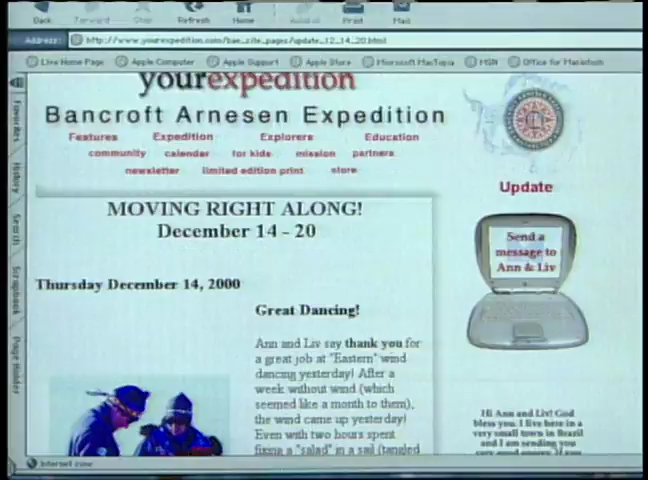 Back Forward Stop Refresh Home Print Mail
Address: http://www.yourexpedition.com/bae_site_pages/update_12_14_20.html
Live Home Page Apple Computer Apple Support Apple Store Microsoft MacTopia MSN Office for Macintosh
Favorites
History
Search
Scrapbook
Page Holder
yourexpedition
Bancroft Arnesen Expedition
Features Expedition Explorers Education
community calendar for kids mission partners
newsletter limited edition print store
Update
Send a
message to
Ann & Liv
MOVING RIGHT ALONG!
December 14 - 20
Thursday December 14, 2000
Great Dancing!
Ann and Liv say thank you for
a great job at "Eastern" wind
dancing yesterday! After a
week without wind (which
seemed like a month to them),
the wind came up yesterday!
Even with two hours spent
fixing a "salad" in a sail (tangled
Hi Ann and Liv! God
bless you. I live here in a
very small town in Brazil
and I am sending you
Internet zone